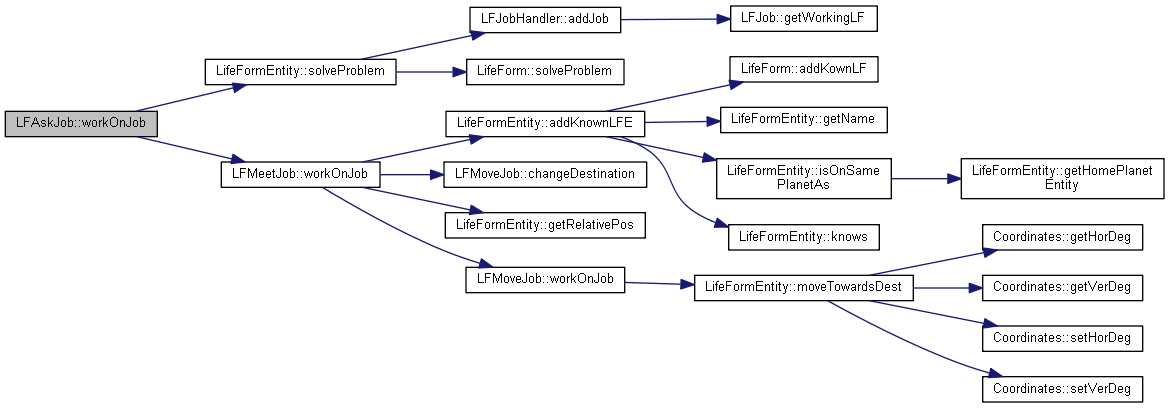 LFAskJob::workOnJob
LifeFormEntity::solveProblem
LFMeetJob::workOnJob
LFJobHandler::addJob
LifeForm::solveProblem
LifeFormEntity::addKnownLFE
LFMoveJob::changeDestination
LifeFormEntity::getRelativePos
LFMoveJob::workOnJob
LFJob::getWorkingLF
LifeForm::addKownLF
LifeFormEntity::getName
LifeFormEntity::isOnSame
PlanetAs
LifeFormEntity::knows
LifeFormEntity::moveTowardsDest
LifeFormEntity::getHomePlanet
Entity
Coordinates::getHorDeg
Coordinates::getVerDeg
Coordinates::setHorDeg
Coordinates::setVerDeg